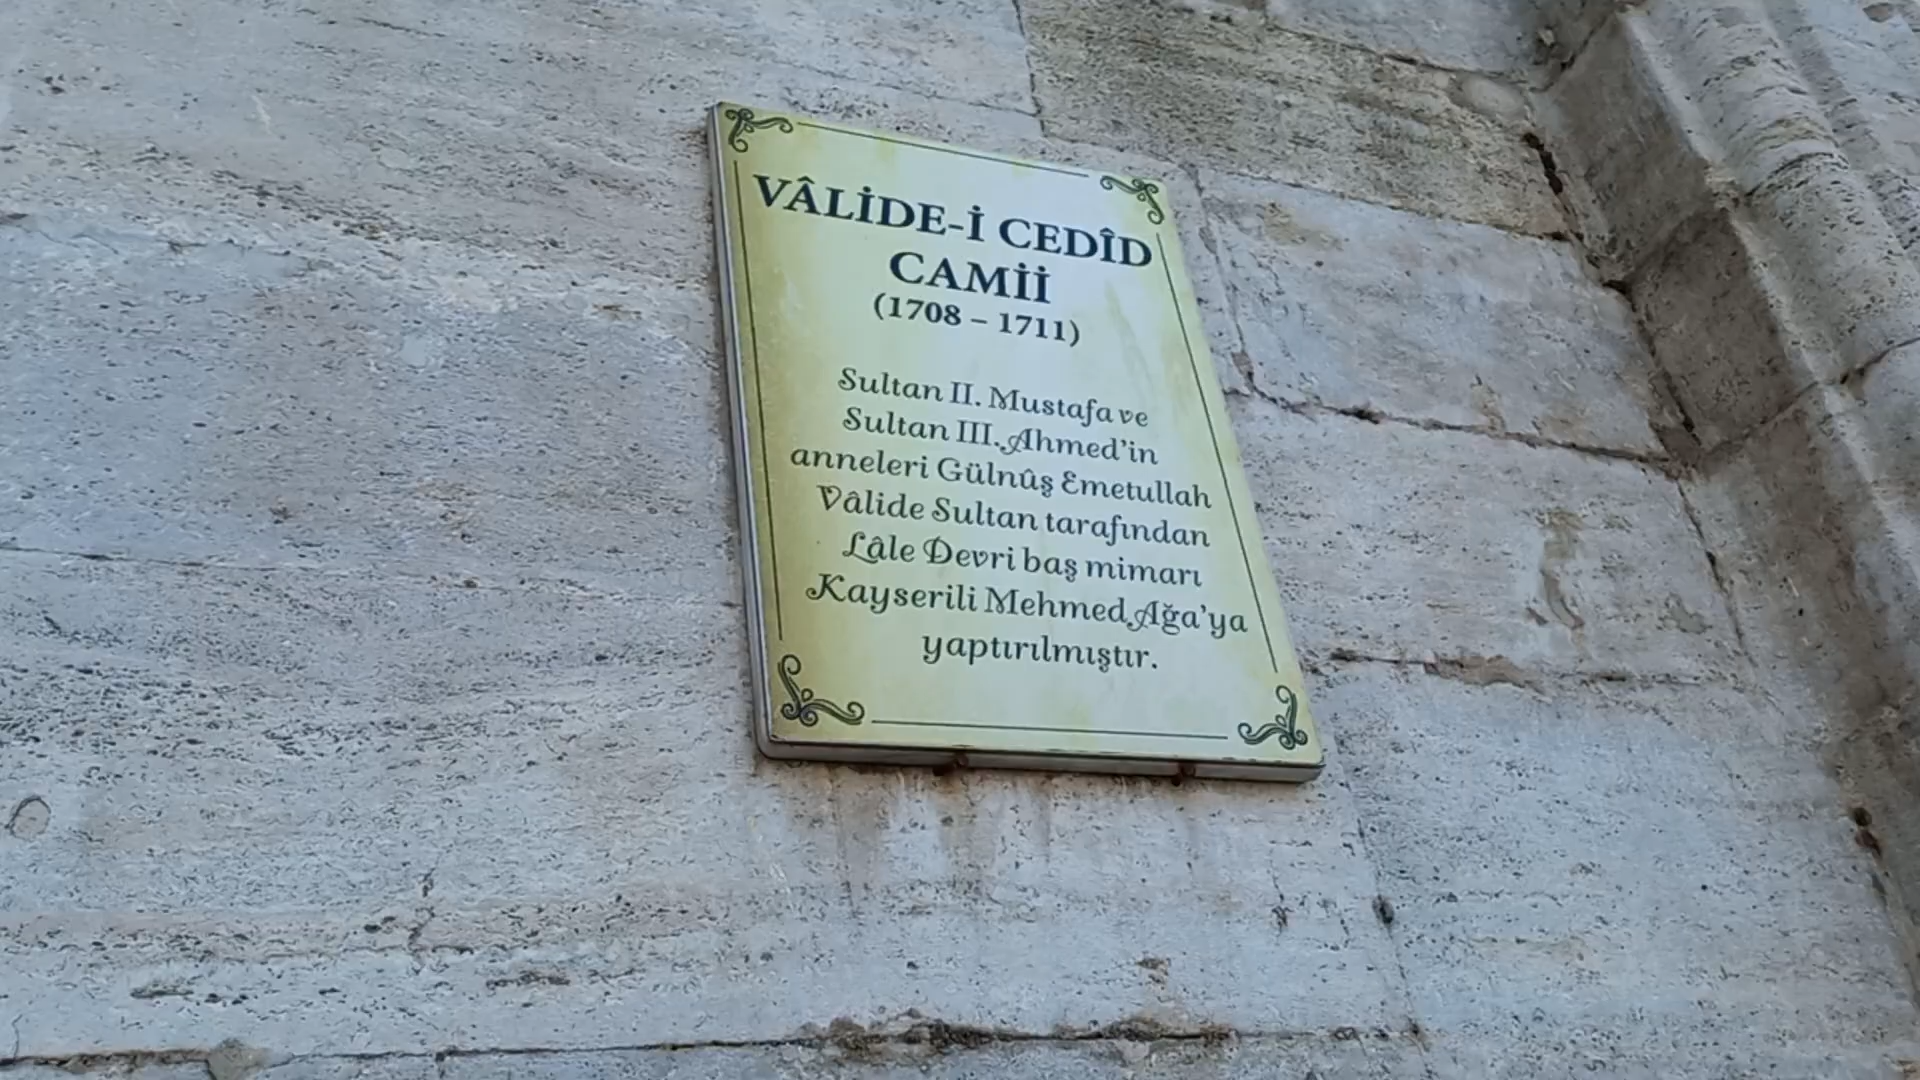 VÂLİDE-İ CEDÎD
CAMİİ
(1708 – 1711)
Sultan II. Mustafa ve
Sultan III. Ahmed'in
anneleri Gülnûş Emetullah
Vâlide Sultan tarafından
Lâle Devri baş mimarı
Kayserili Mehmed Ağa'ya
yaptırılmıştır.